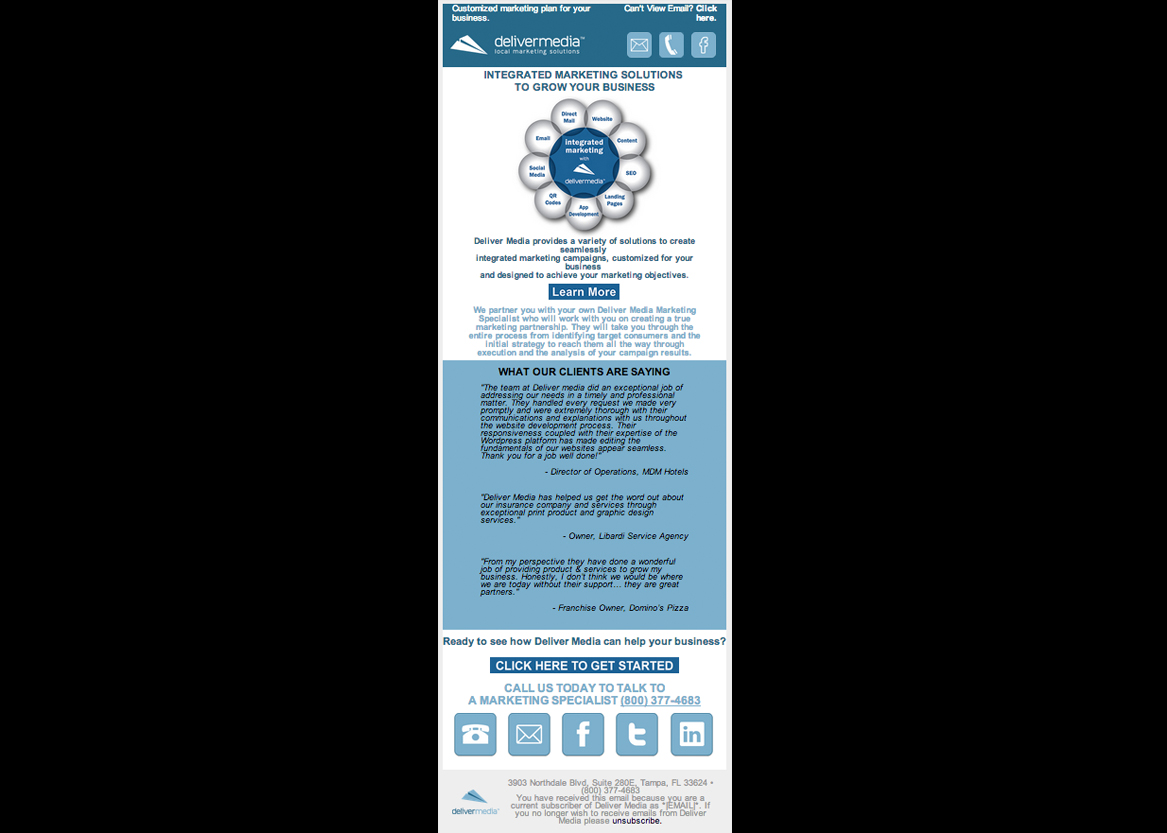 Customized marketing plan for your
business.
Can't View Email? Click
here.
delivermedia™
local marketing solutions
INTEGRATED MARKETING SOLUTIONS
TO GROW YOUR BUSINESS
Direct
Mail
Website
Email
Content
integrated
marketing
with
delivermedia™
Social
Media
SEO
QR
Codes
Landing
Pages
App
Development
Deliver Media provides a variety of solutions to create
seamlessly
integrated marketing campaigns, customized for your
business
and designed to achieve your marketing objectives.
Learn More
We partner you with your own Deliver Media Marketing
Specialist who will work with you on creating a true
marketing partnership. They will take you through the
entire process from identifying target consumers and the
initial strategy to reach them all the way through
execution and the analysis of your campaign results.
WHAT OUR CLIENTS ARE SAYING
"The team at Deliver media did an exceptional job of
addressing our needs in a timely and professional
matter. They handled every request we made very
promptly and were extremely thorough with their
communications and explanations with us throughout
the website development process. Their
responsiveness coupled with their expertise of the
Wordpress platform has made editing the
fundamentals of our websites appear seamless.
Thank you for a job well done!"
- Director of Operations, MDM Hotels
"Deliver Media has helped us get the word out about
our insurance company and services through
exceptional print product and graphic design
services."
- Owner, Libardi Service Agency
"From my perspective they have done a wonderful
job of providing product & services to grow my
business. Honestly, I don't think we would be where
we are today without their support... they are great
partners."
- Franchise Owner, Domino's Pizza
Ready to see how Deliver Media can help your business?
CLICK HERE TO GET STARTED
CALL US TODAY TO TALK TO
A MARKETING SPECIALIST (800) 377-4683
3903 Northdale Blvd, Suite 280E, Tampa, FL 33624 •
(800) 377-4683
You have received this email because you are a
current subscriber of Deliver Media as *|EMAIL|*. If
you no longer wish to receive emails from Deliver
Media please unsubscribe.
delivermedia™